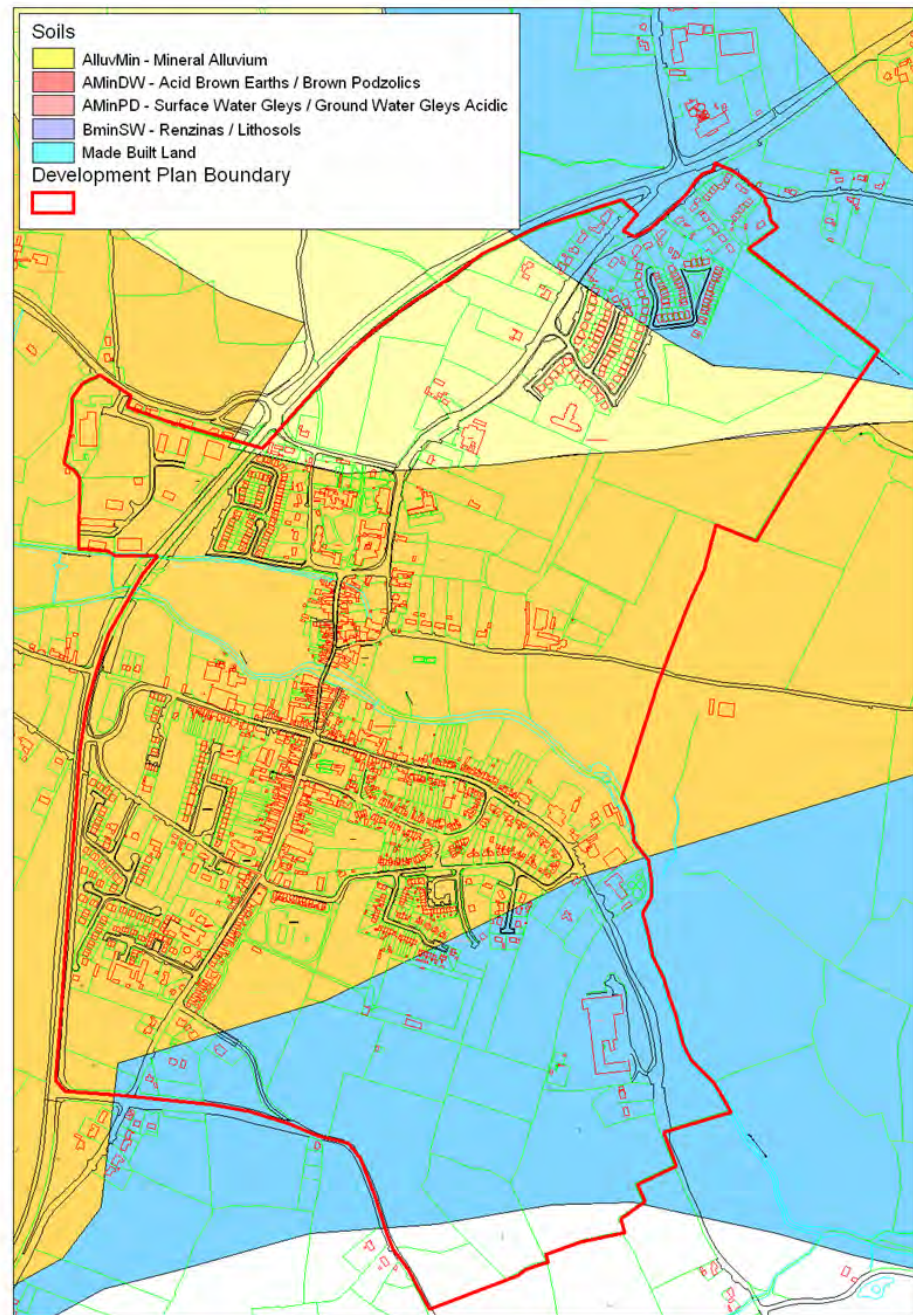 Soils
AlluvMin - Mineral Alluvium
AMinDW - Acid Brown Earths / Brown Podzolics
AMinPD - Surface Water Gleys / Ground Water Gleys Acidic
BminSW - Renzinas / Lithosols
Made Built Land
Development Plan Boundary